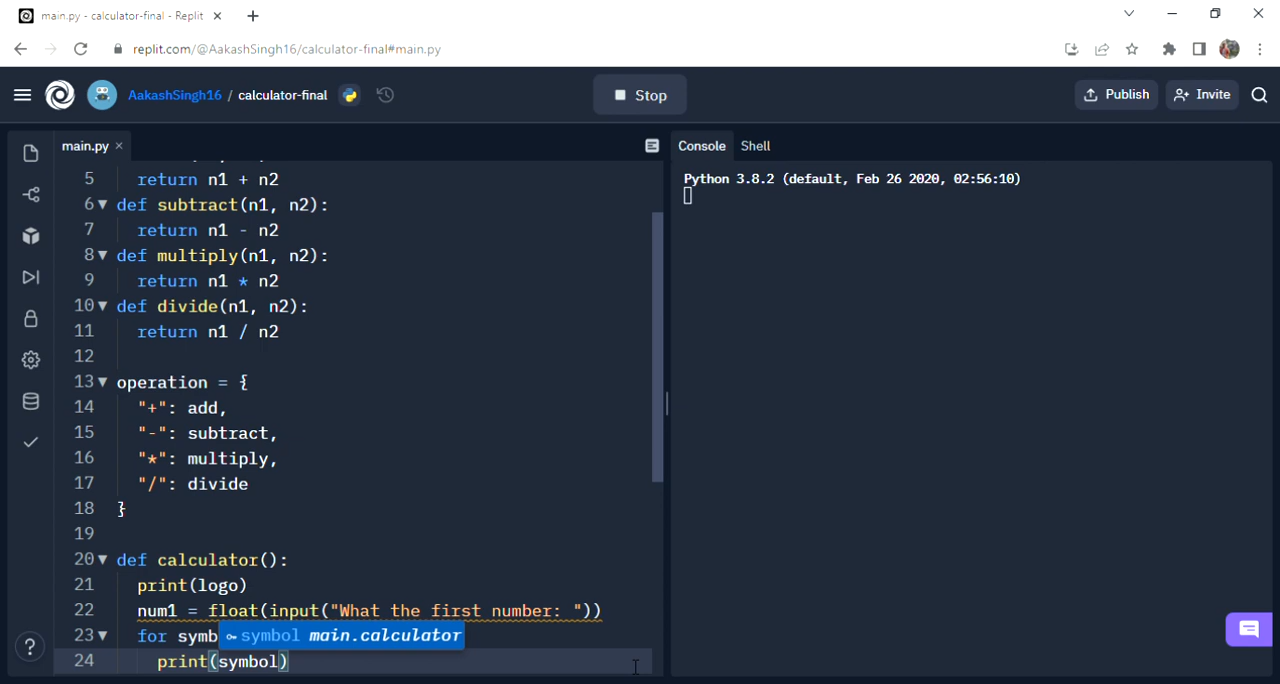 main.py - calculator-final - Replit
replit.com/@AakashSingh16/calculator-final#main.py
AakashSingh16 / calculator-final
Stop
Publish
Invite
main.py
Console
Shell
5 return n1 + n2
6 def subtract(n1, n2):
7 return n1 - n2
8 def multiply(n1, n2):
9 return n1 * n2
10 def divide(n1, n2):
11 return n1 / n2
12
13 operation = {
14 "+": add,
15 "-": subtract,
16 "*": multiply,
17 "/": divide
18 }
19
20 def calculator():
21 print(logo)
22 num1 = float(input("What the first number: "))
23 for symb
symbol main.calculator
24 print(symbol)
Python 3.8.2 (default, Feb 26 2020, 02:56:10)